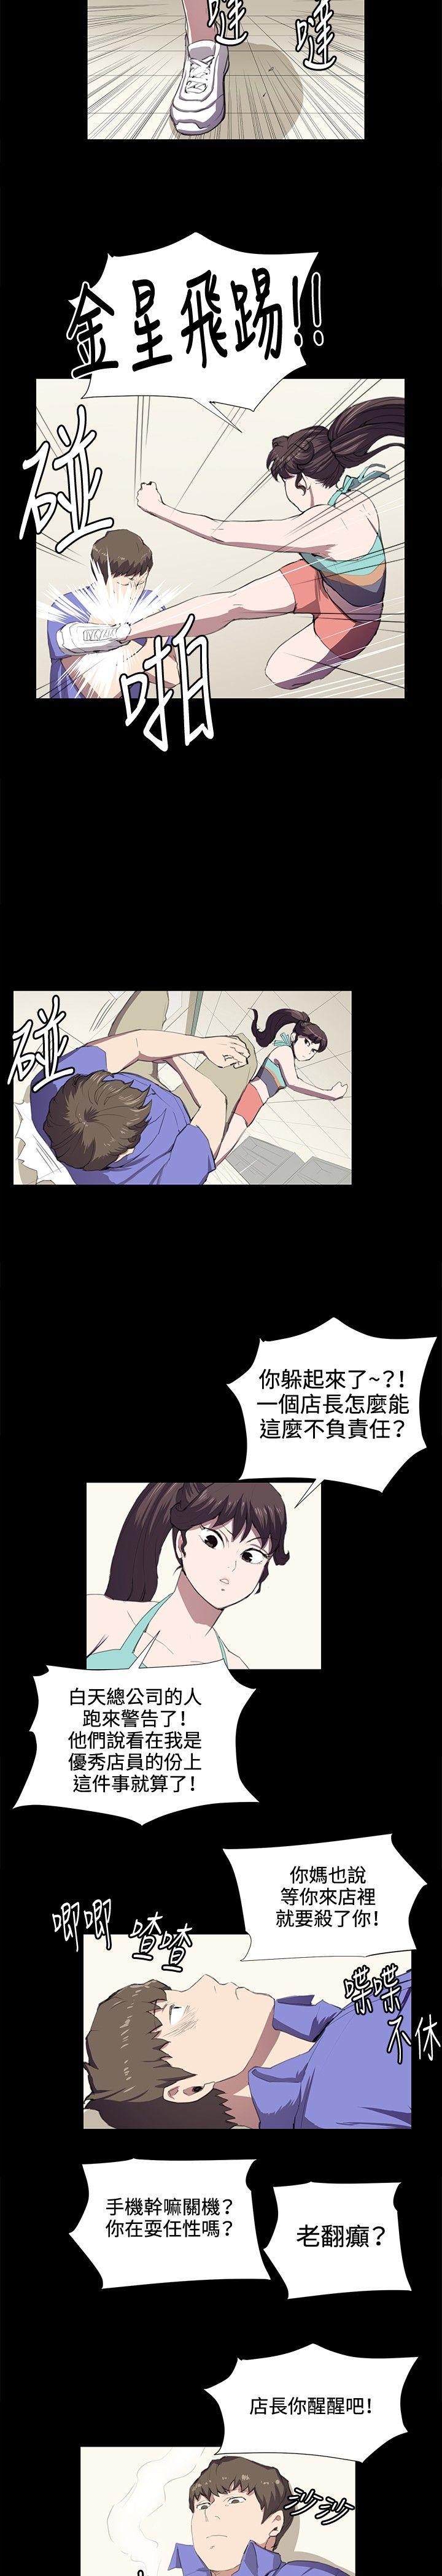 噠
噠
金星飛踢!!
碰
啪
碰
你躲起來了~?!
一個店長怎麼能
這麼不負責任?
白天總公司的人
跑來警告了!
他們說看在我是
優秀店員的份上
這件事就算了!
你媽也說
等你來店裡
就要殺了你!
唧唧 喳喳
喋喋
不休
手機幹嘛關機?
你在耍任性嗎?
老翻癲?
店長你醒醒吧!
沙沙